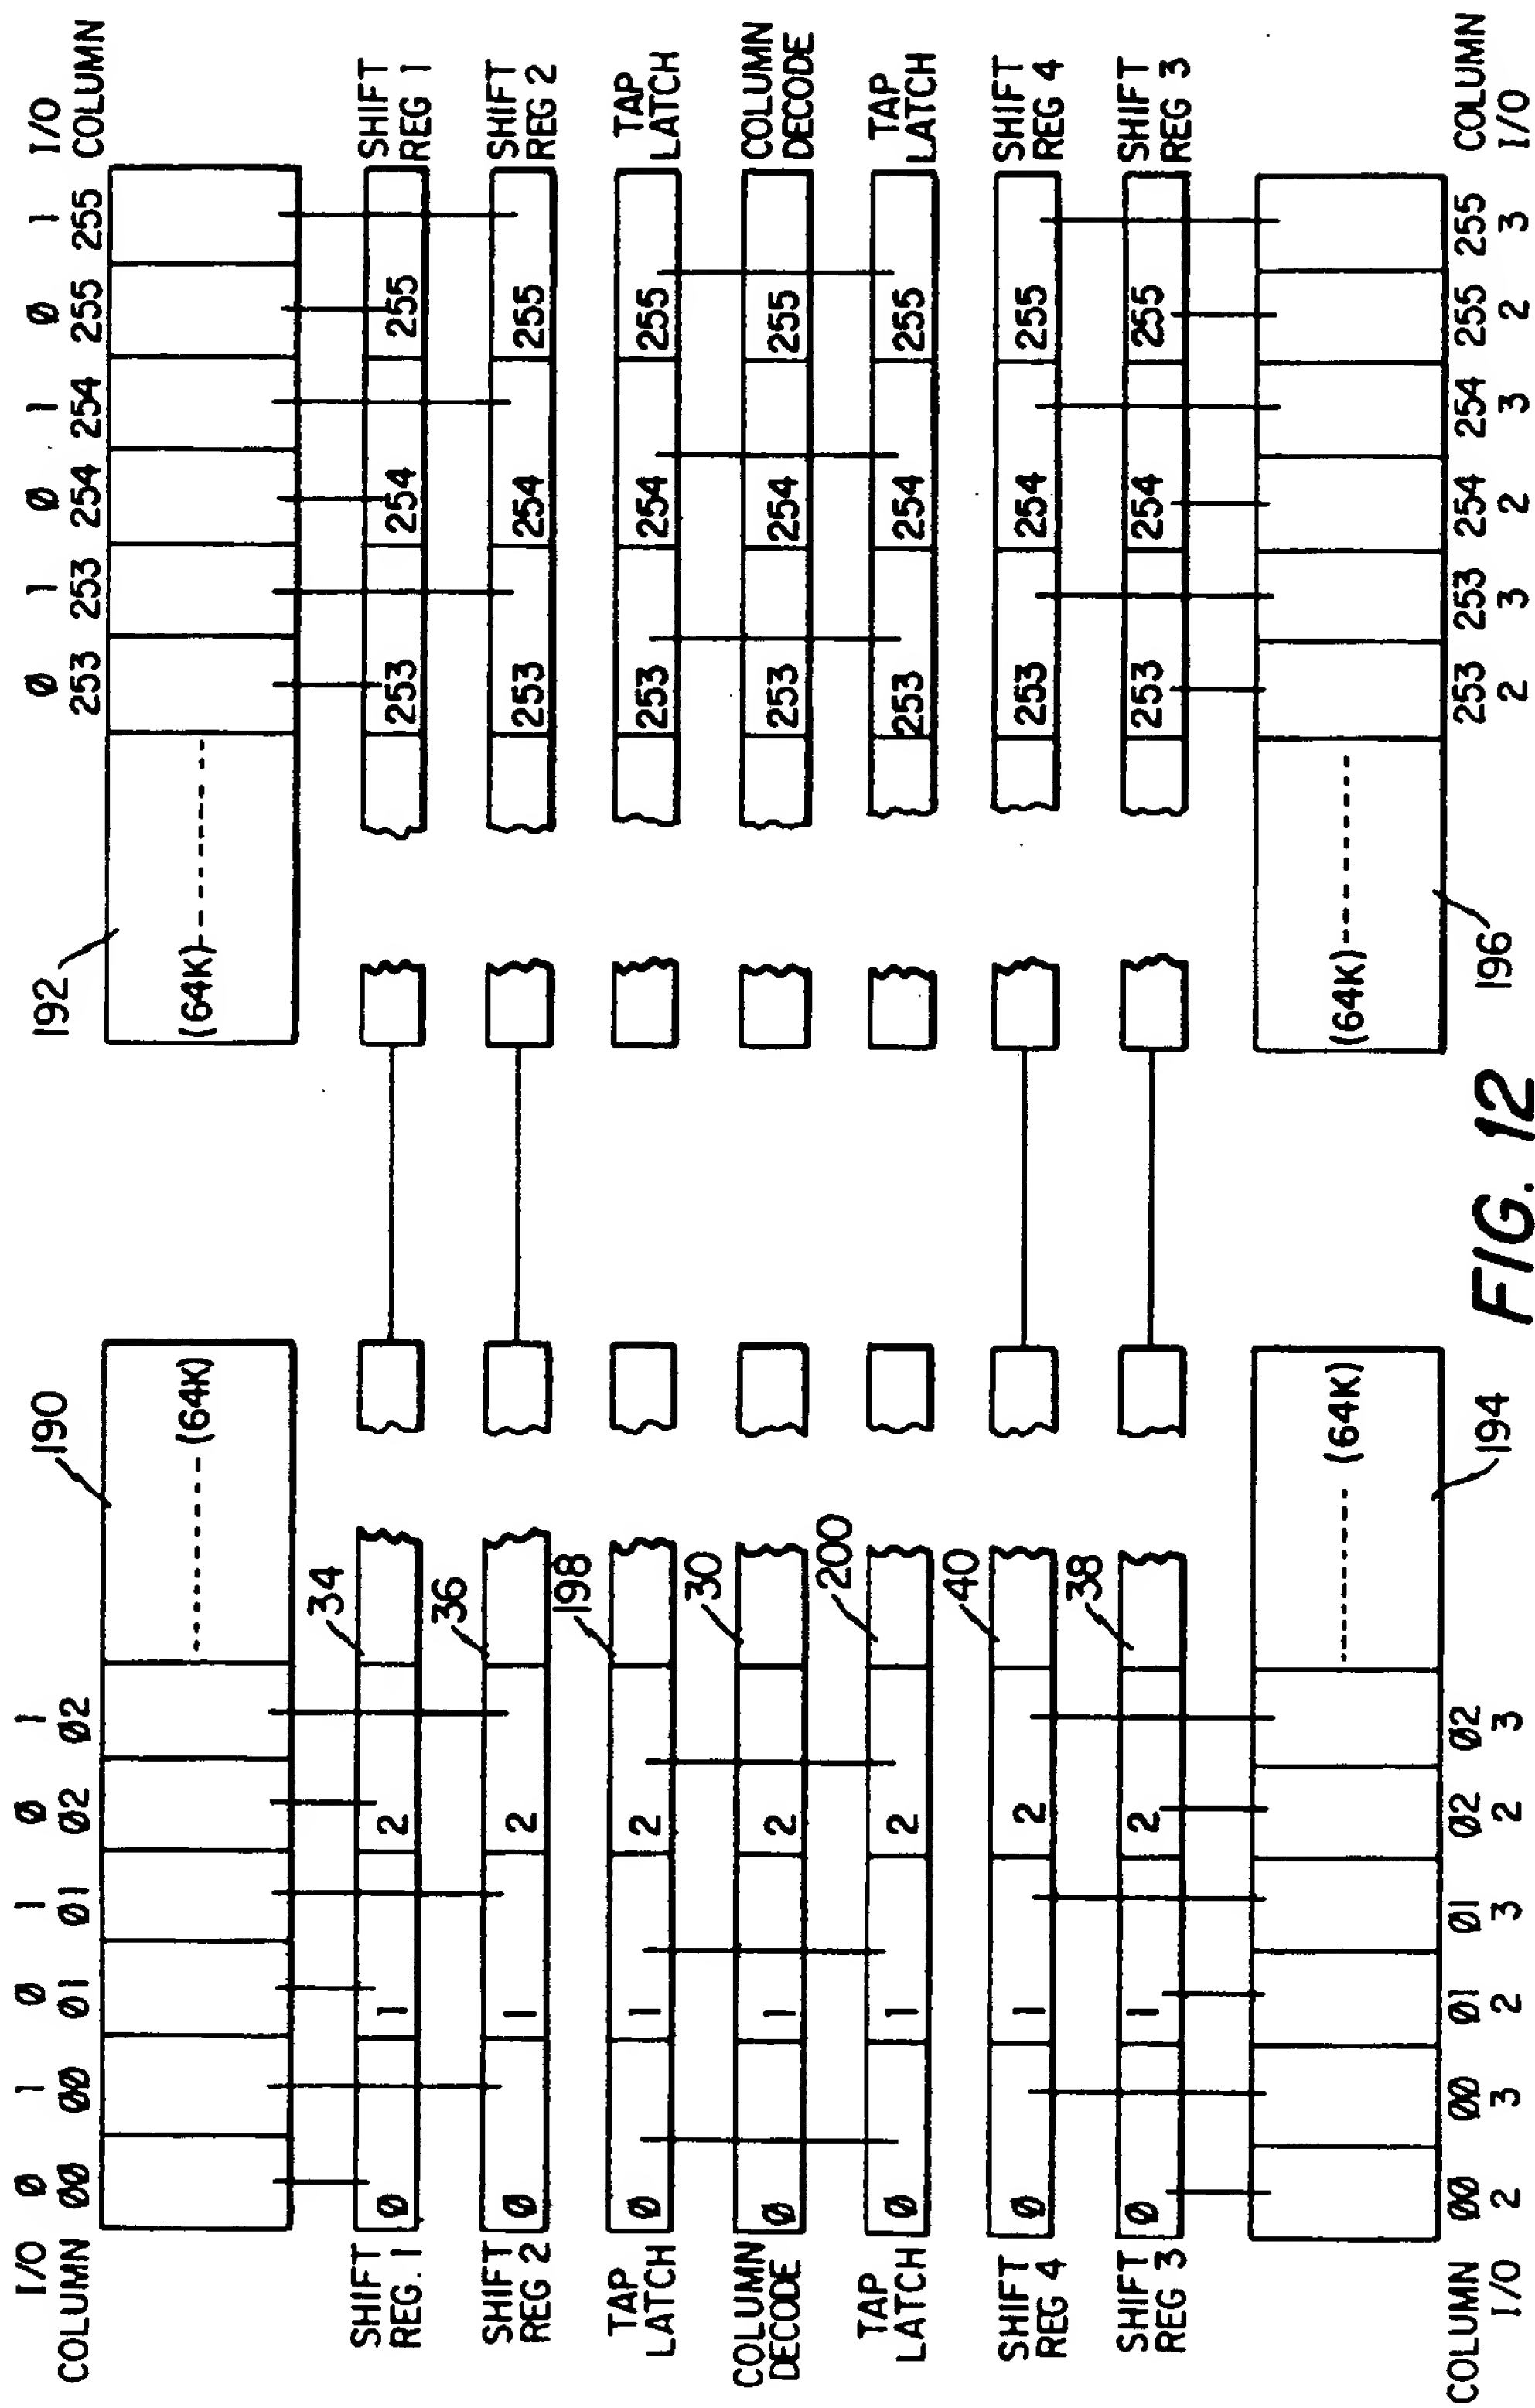 I/O Ø 1 Ø 1 Ø 1
COLUMN ØØ ØØ Ø1 Ø1 Ø2 Ø2
190
(64K)
SHIFT
REG. 1
Ø 1 2
34
SHIFT
REG 2
Ø 1 2
36
TAP
LATCH
Ø 1 2
198
COLUMN
DECODE
Ø 1 2
30
TAP
LATCH
Ø 1 2
200
SHIFT
REG 4
Ø 1 2
40
SHIFT
REG 3
Ø 1 2
38
(64K)
194
COLUMN ØØ ØØ Ø1 Ø1 Ø2 Ø2
I/O 2 3 2 3 2 3
Ø 1 Ø 1 Ø 1 I/O
253 253 254 254 255 255 COLUMN
192
(64K)
253 254 255
SHIFT
REG 1
253 254 255
SHIFT
REG 2
253 254 255
TAP
LATCH
253 254 255
COLUMN
DECODE
253 254 255
TAP
LATCH
253 254 255
SHIFT
REG 4
253 254 255
SHIFT
REG 3
(64K)
196
253 253 254 254 255 255 COLUMN
2 3 2 3 2 3 I/O
FIG. 12